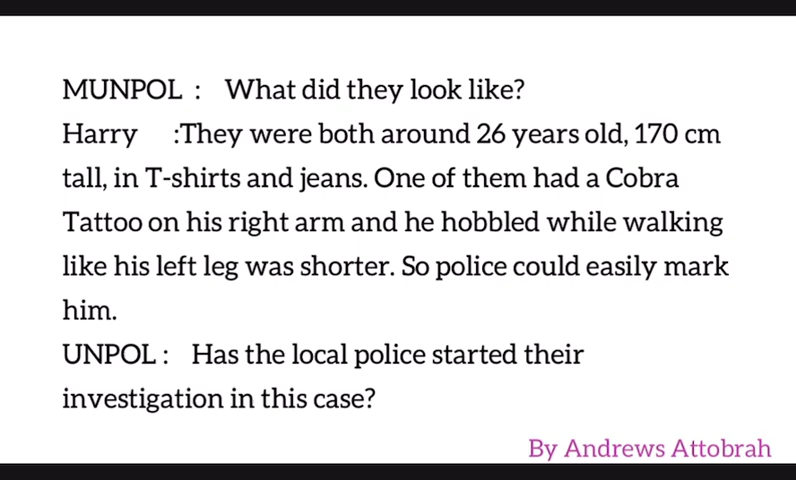 MUNPOL : What did they look like?
Harry :They were both around 26 years old, 170 cm
tall, in T-shirts and jeans. One of them had a Cobra
Tattoo on his right arm and he hobbled while walking
like his left leg was shorter. So police could easily mark
him.
UNPOL : Has the local police started their
investigation in this case?
By Andrews Attobrah